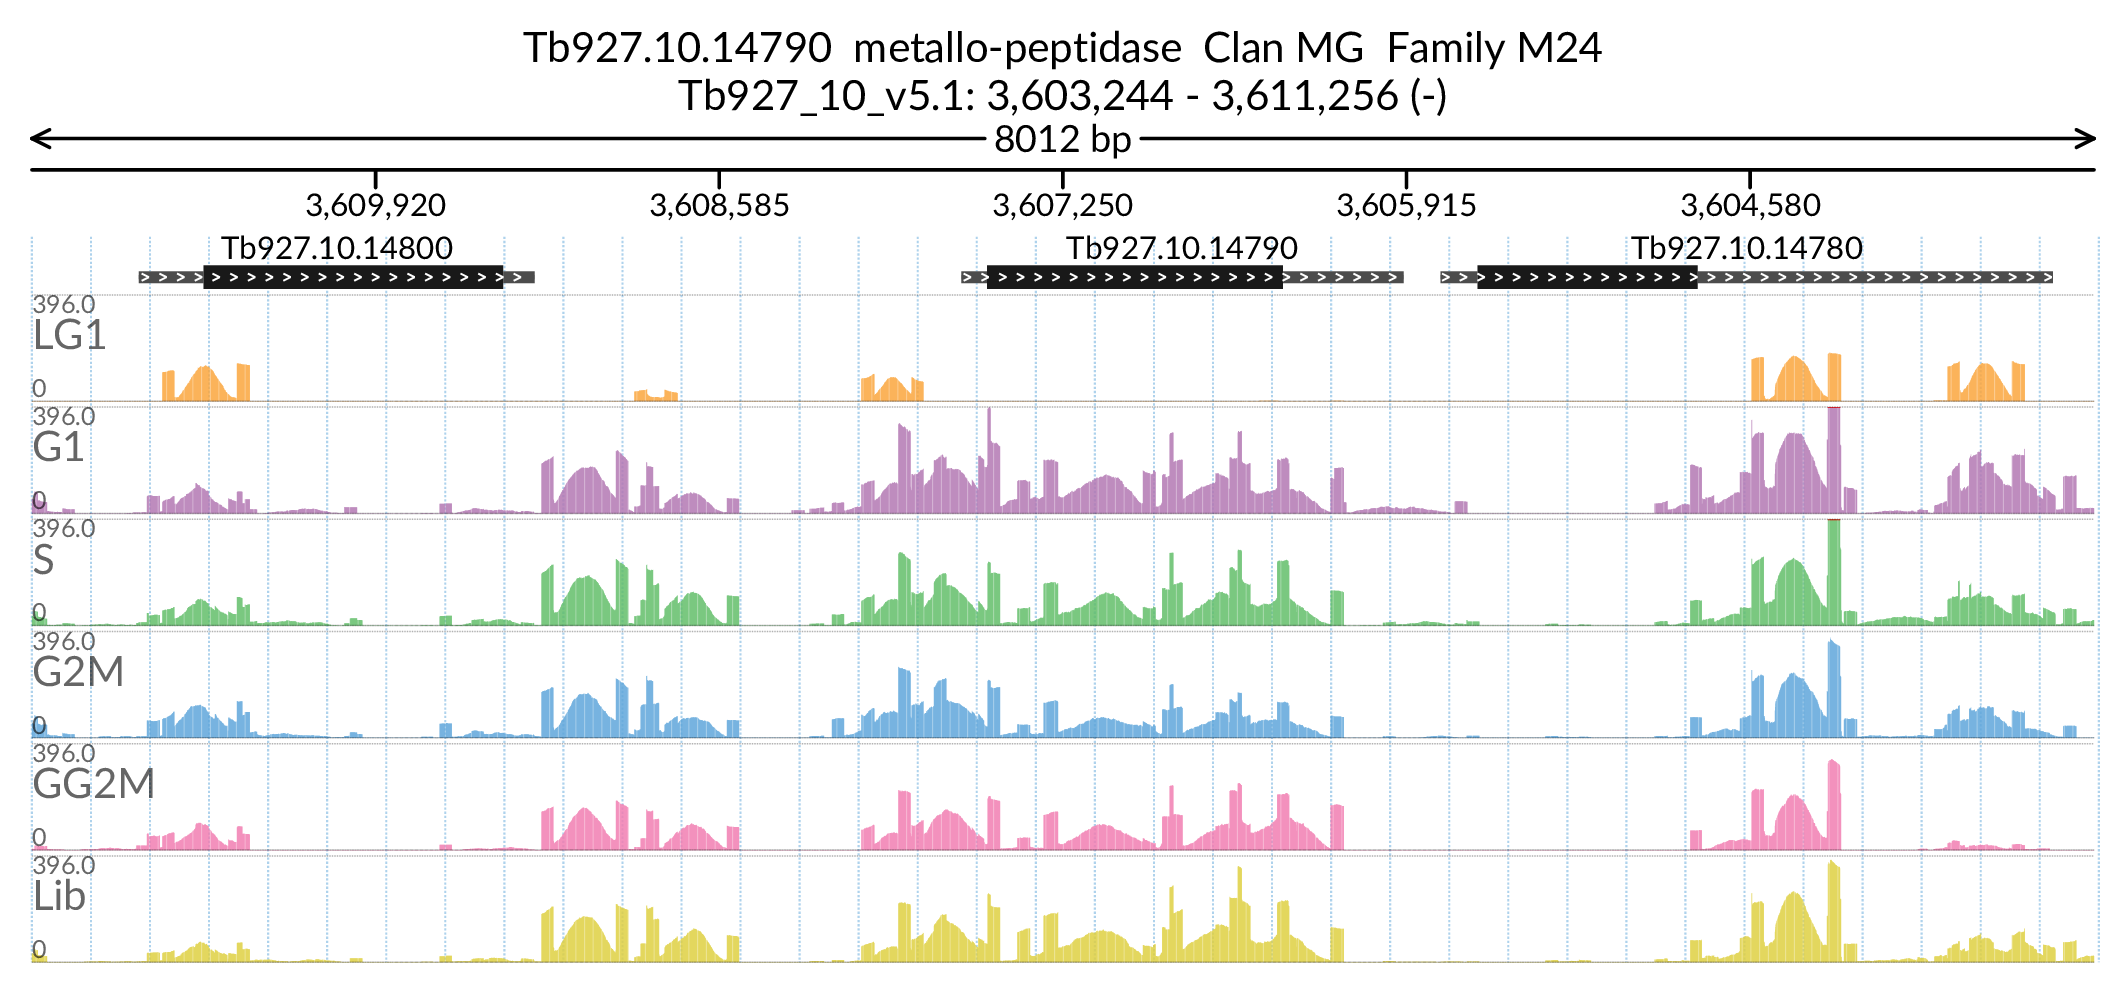 Tb927.10.14790 metallo-peptidase Clan MG Family M24
Tb927_10_v5.1: 3,603,244 - 3,611,256 (-)
8012 bp
3,609,920 3,608,585 3,607,250 3,605,915 3,604,580
Tb927.10.14800 Tb927.10.14790 Tb927.10.14780
396.0
LG1
0
396.0
G1
0
396.0
S
0
396.0
G2M
0
396.0
GG2M
0
396.0
Lib
0